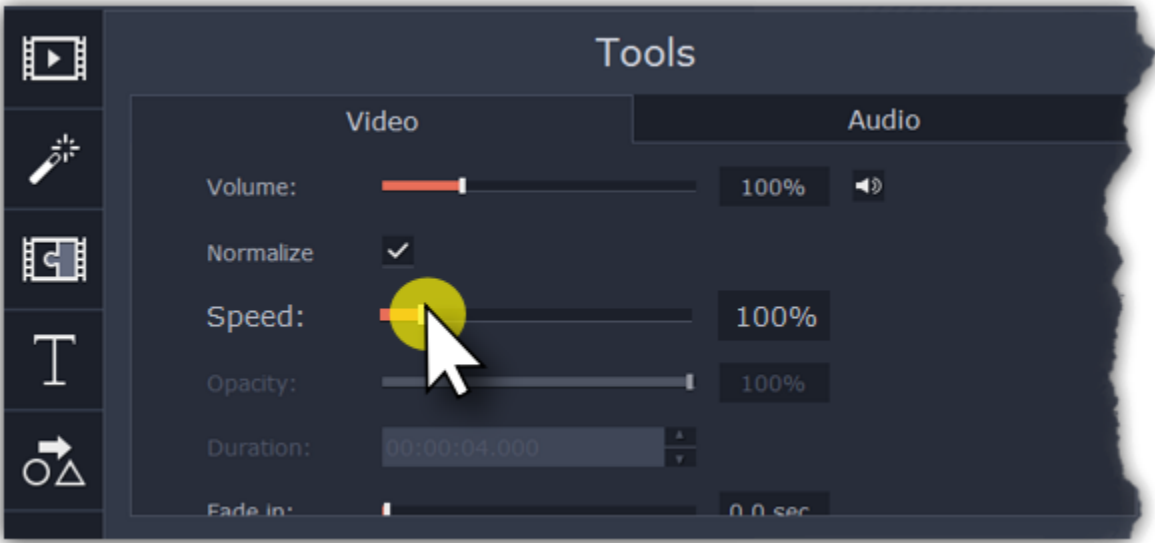 Tools
Video Audio
Volume: 100%
Normalize
Speed: 100%
Opacity: 100%
Duration: 00:00:04.000
Fade in: 0.0 sec